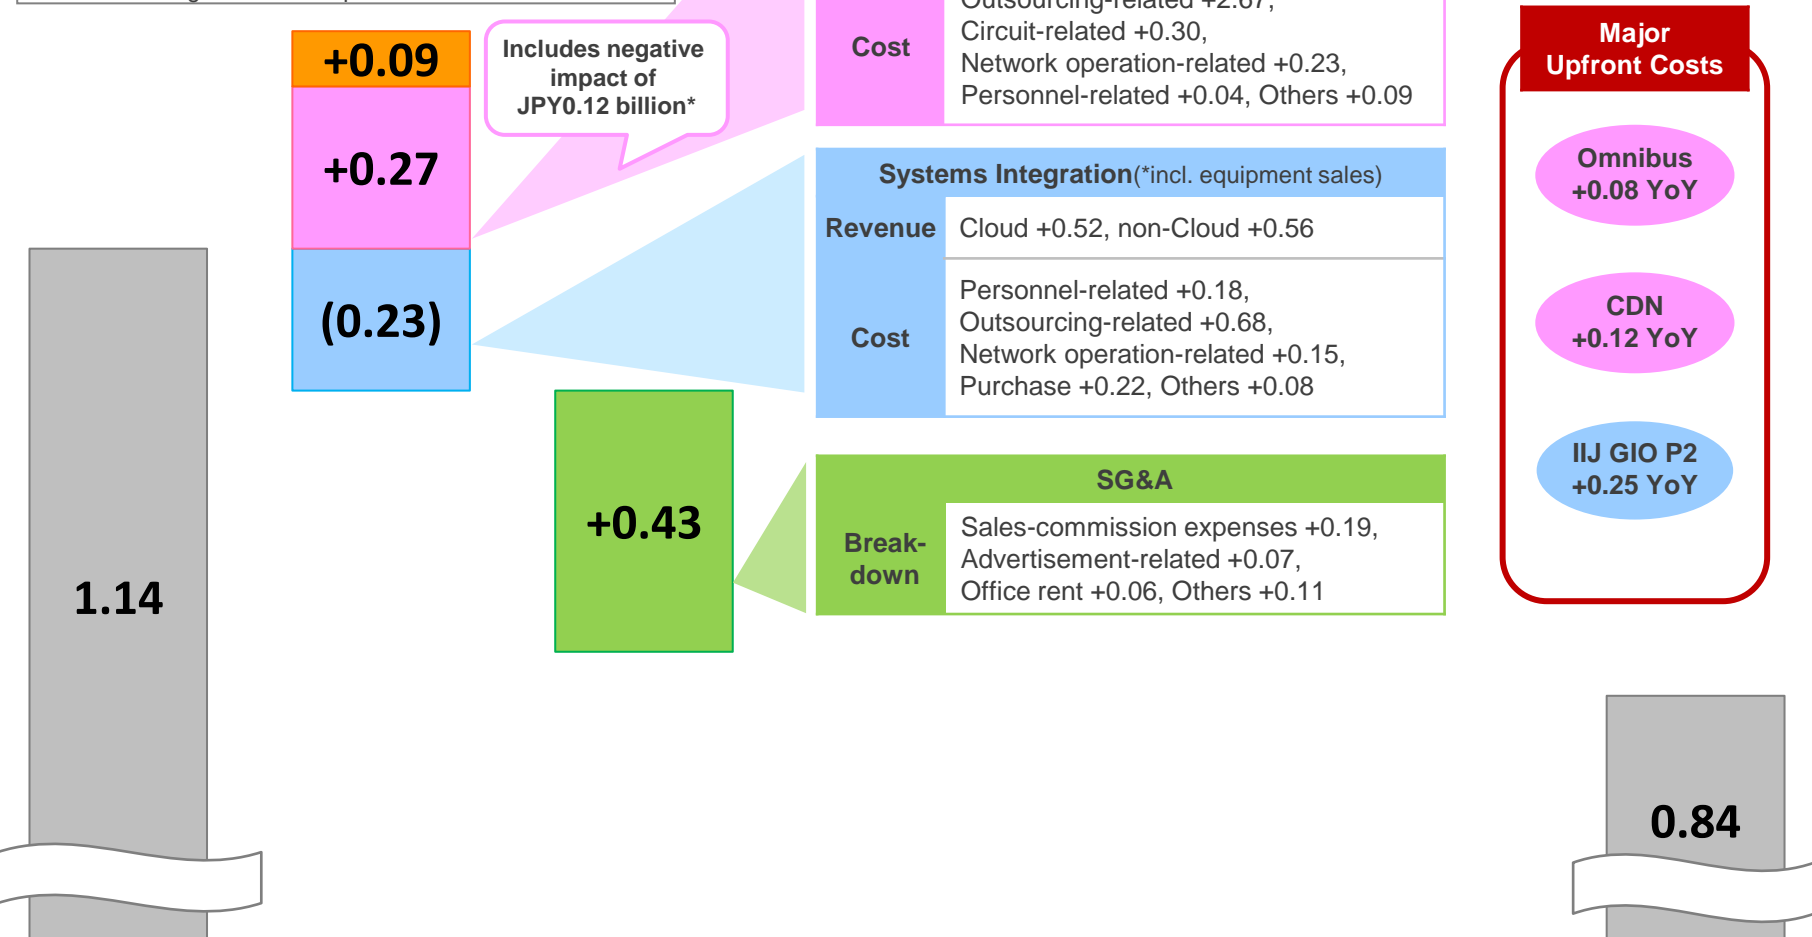 +0.09
+0.27
(0.23)
1.14
Includes negative
impact of
JPY0.12 billion*
Cost
Outsourcing-related +2.67,
Circuit-related +0.30,
Network operation-related +0.23,
Personnel-related +0.04, Others +0.09
Systems Integration(*incl. equipment sales)
Revenue
Cloud +0.52, non-Cloud +0.56
Cost
Personnel-related +0.18,
Outsourcing-related +0.68,
Network operation-related +0.15,
Purchase +0.22, Others +0.08
+0.43
SG&A
Break-
down
Sales-commission expenses +0.19,
Advertisement-related +0.07,
Office rent +0.06, Others +0.11
Major
Upfront Costs
Omnibus
+0.08 YoY
CDN
+0.12 YoY
IIJ GIO P2
+0.25 YoY
0.84